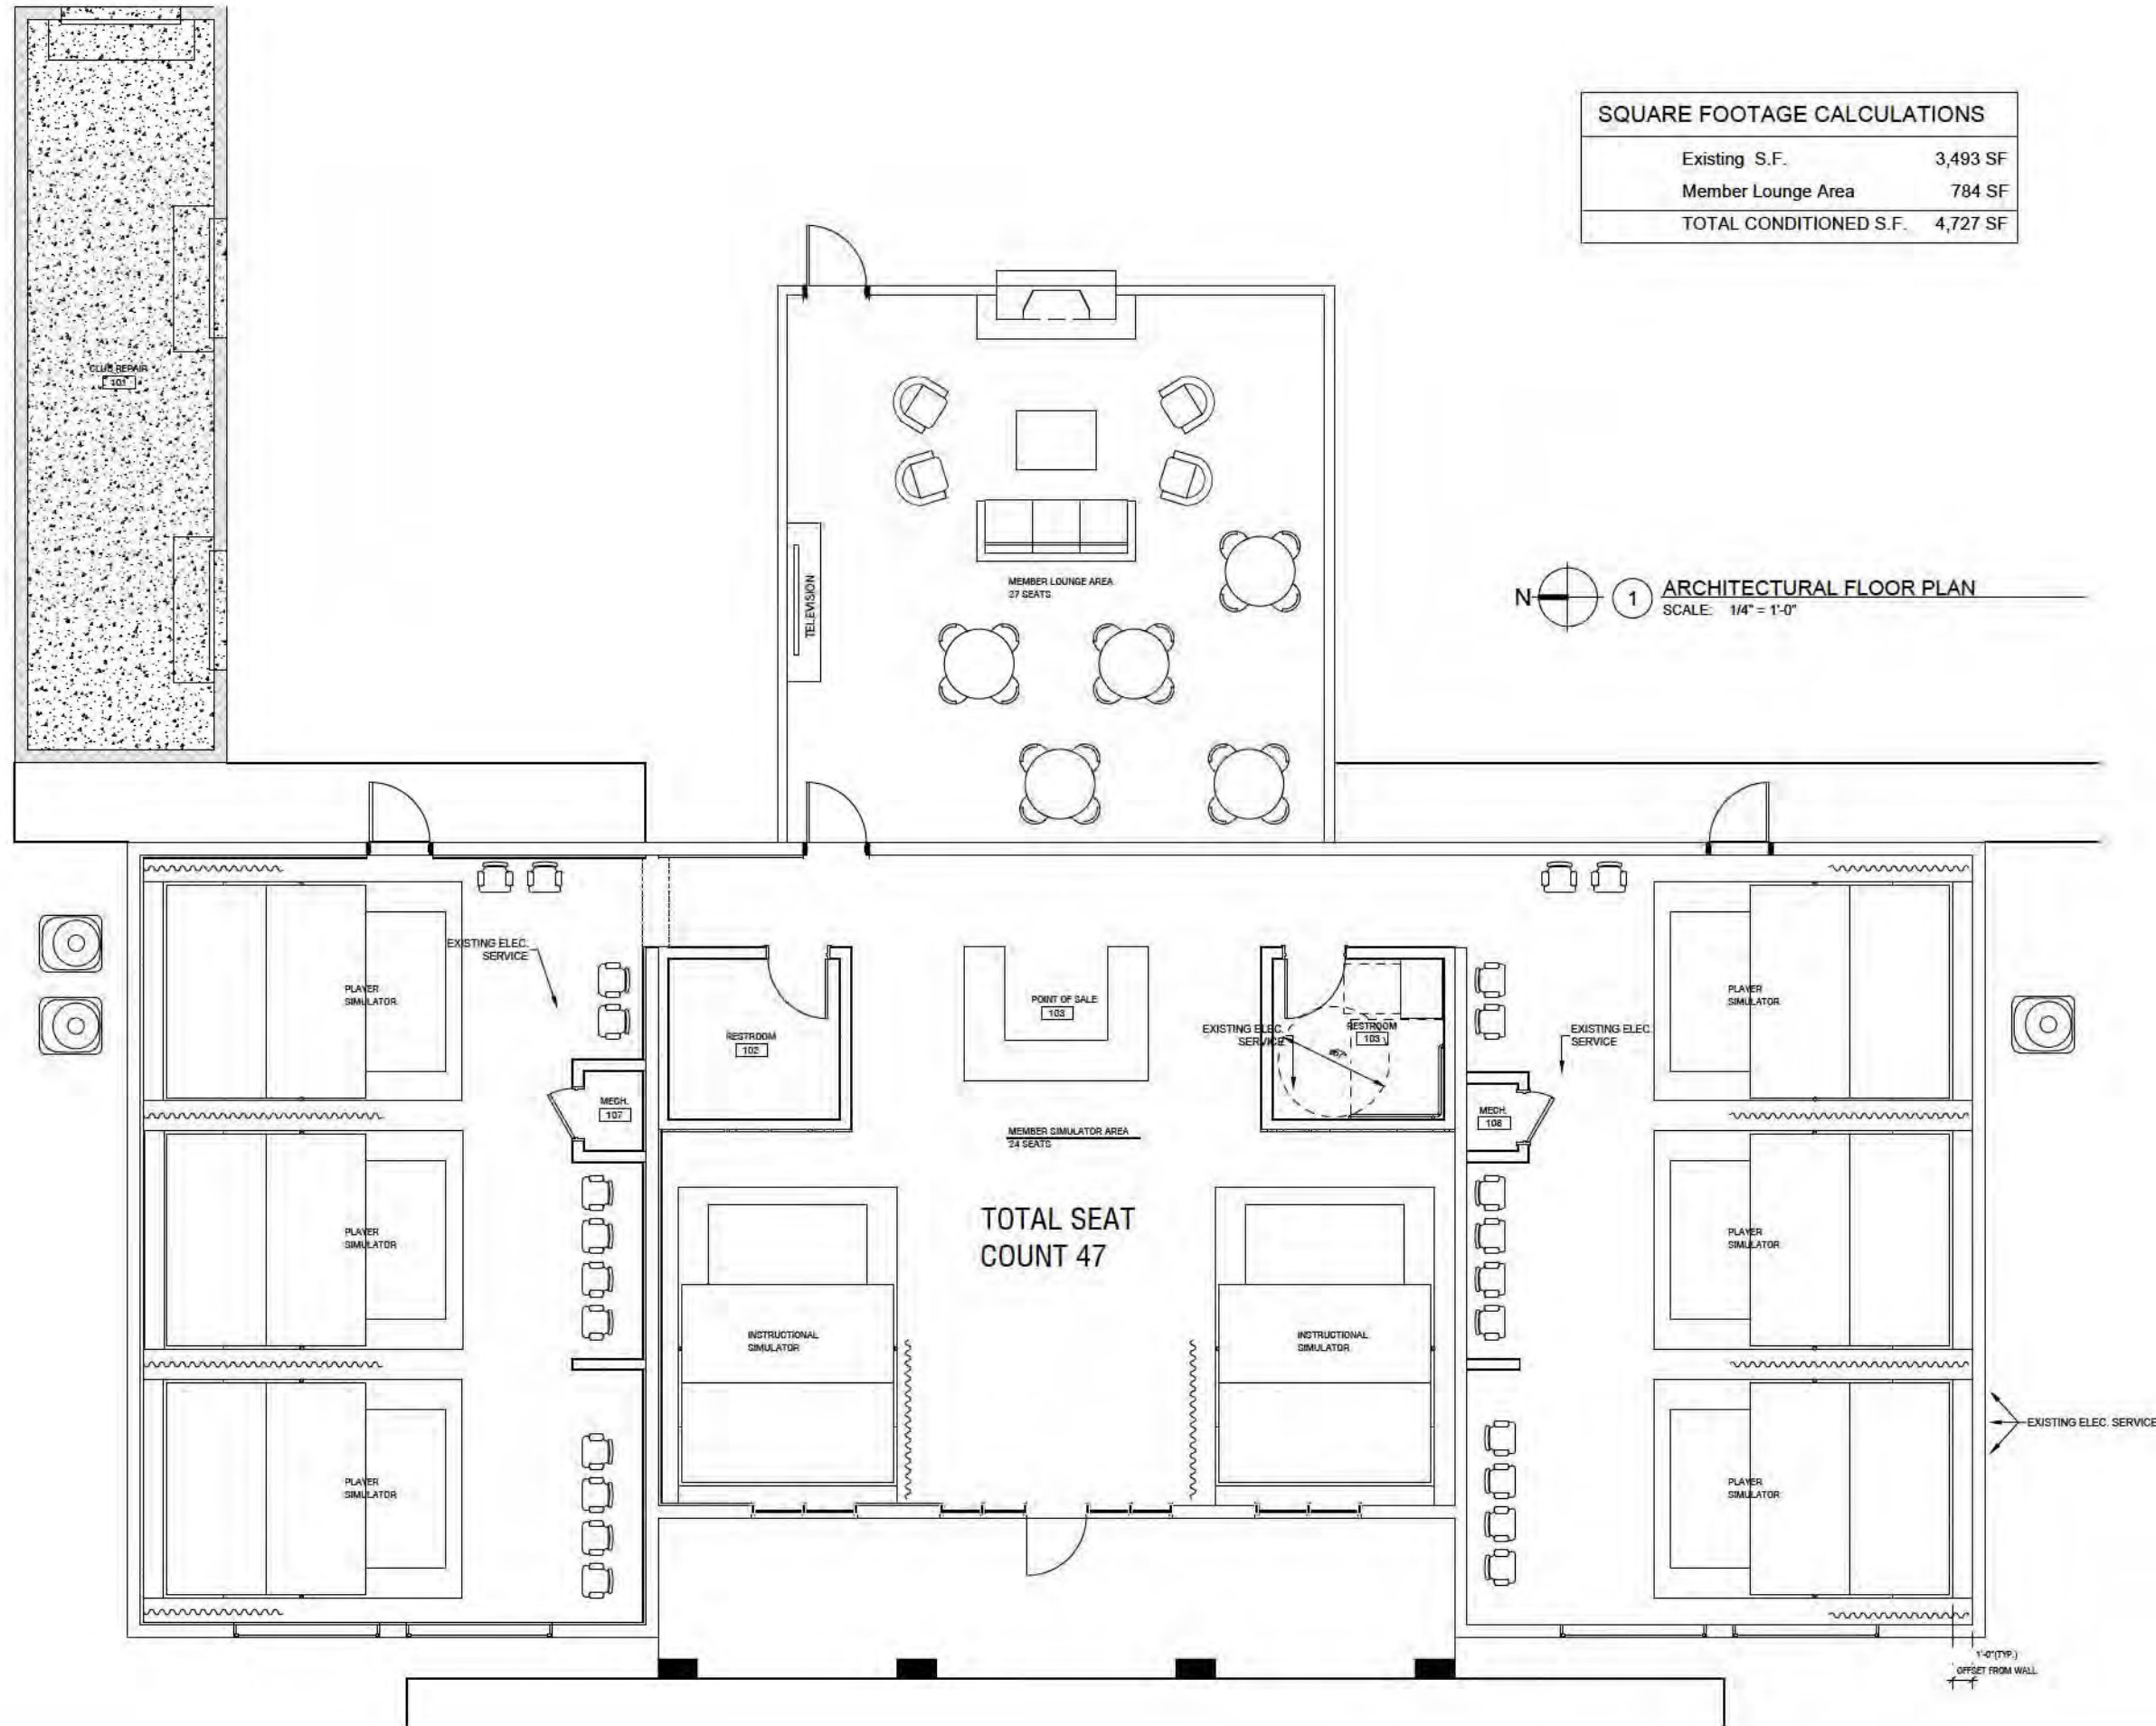 SQUARE FOOTAGE CALCULATIONS
Existing S.F. 3,493 SF
Member Lounge Area 784 SF
TOTAL CONDITIONED S.F. 4,727 SF
CLUB REPAIR
101
TELEVISION
MEMBER LOUNGE AREA
27 SEATS
N
1
ARCHITECTURAL FLOOR PLAN
SCALE: 1/4" = 1'-0"
EXISTING ELEC.
SERVICE
PLAYER
SIMULATOR
RESTROOM
102
POINT OF SALE
103
EXISTING ELEC.
SERVICE
RESTROOM
103
EXISTING ELEC.
SERVICE
PLAYER
SIMULATOR
MECH.
107
MECH.
108
MEMBER SIMULATOR AREA
24 SEATS
TOTAL SEAT
COUNT 47
PLAYER
SIMULATOR
PLAYER
SIMULATOR
INSTRUCTIONAL
SIMULATOR
INSTRUCTIONAL
SIMULATOR
EXISTING ELEC. SERVICE
PLAYER
SIMULATOR
PLAYER
SIMULATOR
1'-0"(TYP.)
OFFSET FROM WALL